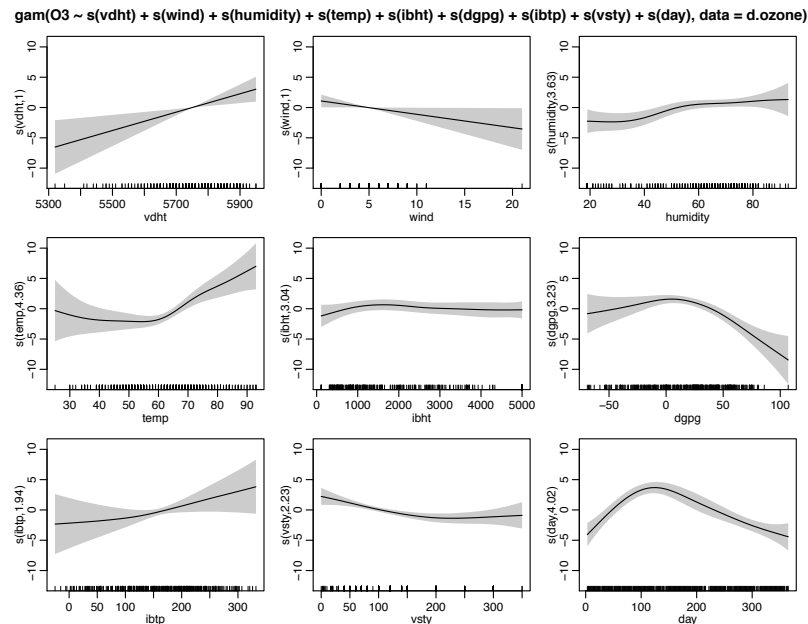 gam(O3 ~ s(vdht) + s(wind) + s(humidity) + s(temp) + s(ibht) + s(dgpg) + s(ibtp) + s(vsty) + s(day), data = d.ozone)
s(vdht,1)
10
5
0
−5
−10
5300 5500 5700 5900
vdht
s(wind,1)
10
5
0
−5
−10
0 5 10 15 20
wind
s(humidity,3.63)
10
5
0
−5
−10
20 40 60 80
humidity
s(temp,4.36)
10
5
0
−5
−10
30 40 50 60 70 80 90
temp
s(ibht,3.04)
10
5
0
−5
−10
0 1000 2000 3000 4000 5000
ibht
s(dgpg,3.23)
10
5
0
−5
−10
−50 0 50 100
dgpg
s(ibtp,1.94)
10
5
0
−5
−10
0 50 100 200 300
ibtp
s(vsty,2.23)
10
5
0
−5
−10
0 50 100 200 300
vsty
s(day,4.02)
10
5
0
−5
−10
0 100 200 300
day